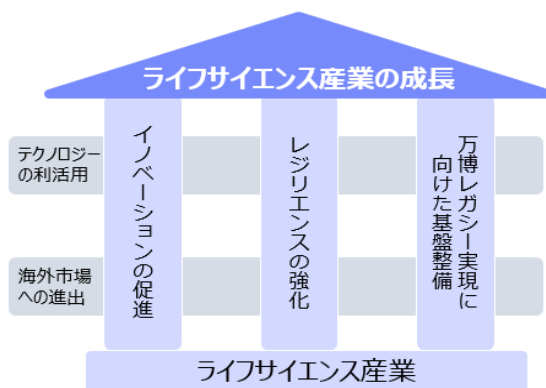 ライフサイエンス産業の成長
テクノロジー
の利活用
海外市場
への進出
イノベーションの促進
レジリエンスの強化
万博レガシー実現に
向けた基盤整備
ライフサイエンス産業